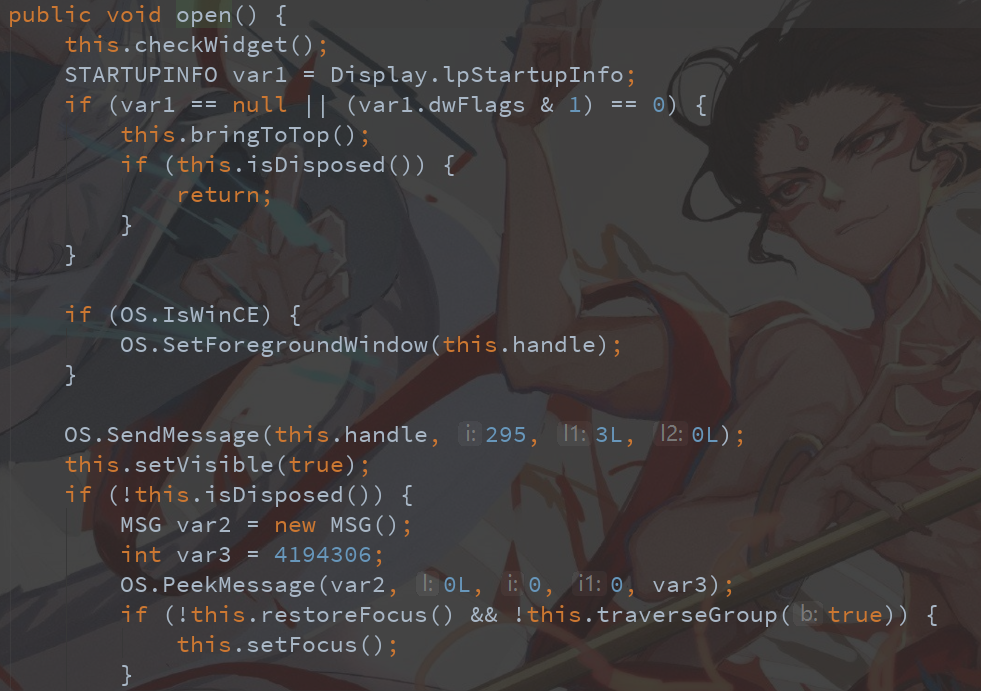 public void open() {
    this.checkWidget();
    STARTUPINFO var1 = Display.lpStartupInfo;
    if (var1 == null || (var1.dwFlags & 1) == 0) {
        this.bringToTop();
        if (this.isDisposed()) {
            return;
        }
    }

    if (OS.IsWinCE) {
        OS.SetForegroundWindow(this.handle);
    }

    OS.SendMessage(this.handle, i: 295, l1: 3L, l2: 0L);
    this.setVisible(true);
    if (!this.isDisposed()) {
        MSG var2 = new MSG();
        int var3 = 4194306;
        OS.PeekMessage(var2, l: 0L, i: 0, i1: 0, var3);
        if (!this.restoreFocus() && !this.traverseGroup( b: true)) {
            this.setFocus();
        }